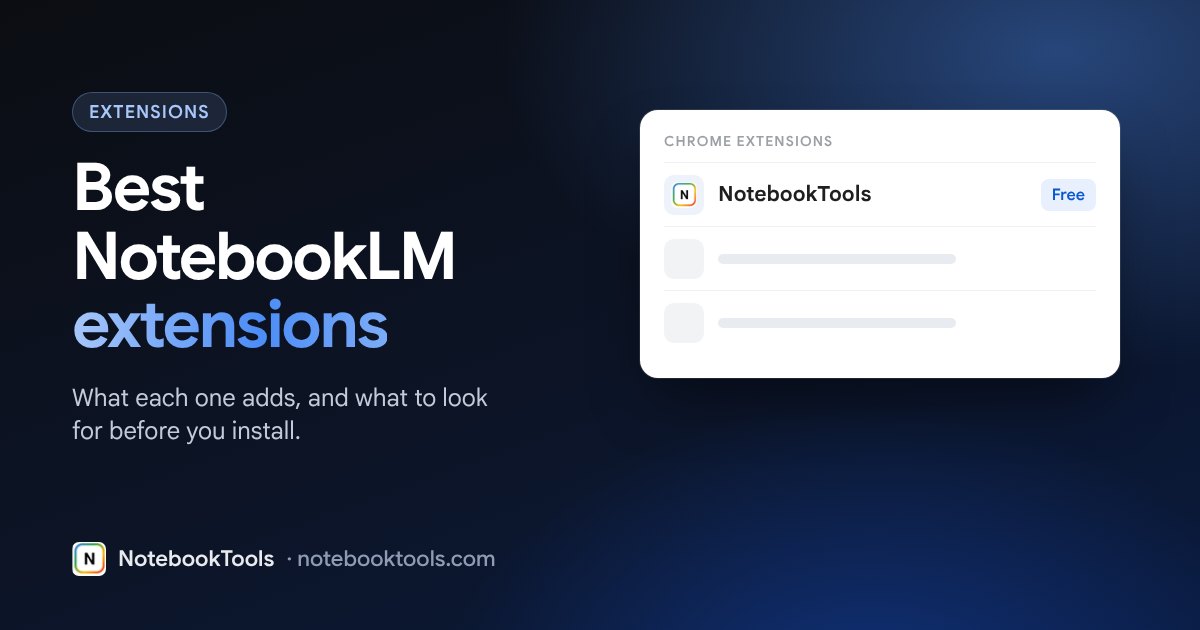 EXTENSIONS
Best
NotebookLM
extensions
What each one adds, and what to look
for before you install.
N NotebookTools · notebooktools.com
CHROME EXTENSIONS
N NotebookTools Free